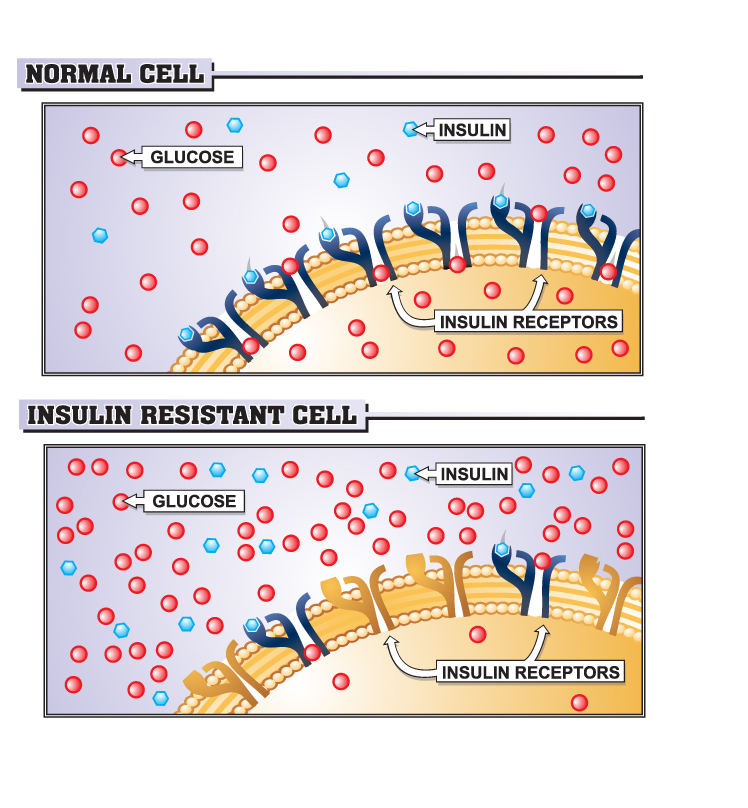 NORMAL CELL
INSULIN
GLUCOSE
INSULIN RECEPTORS
INSULIN RESISTANT CELL
INSULIN
GLUCOSE
INSULIN RECEPTORS